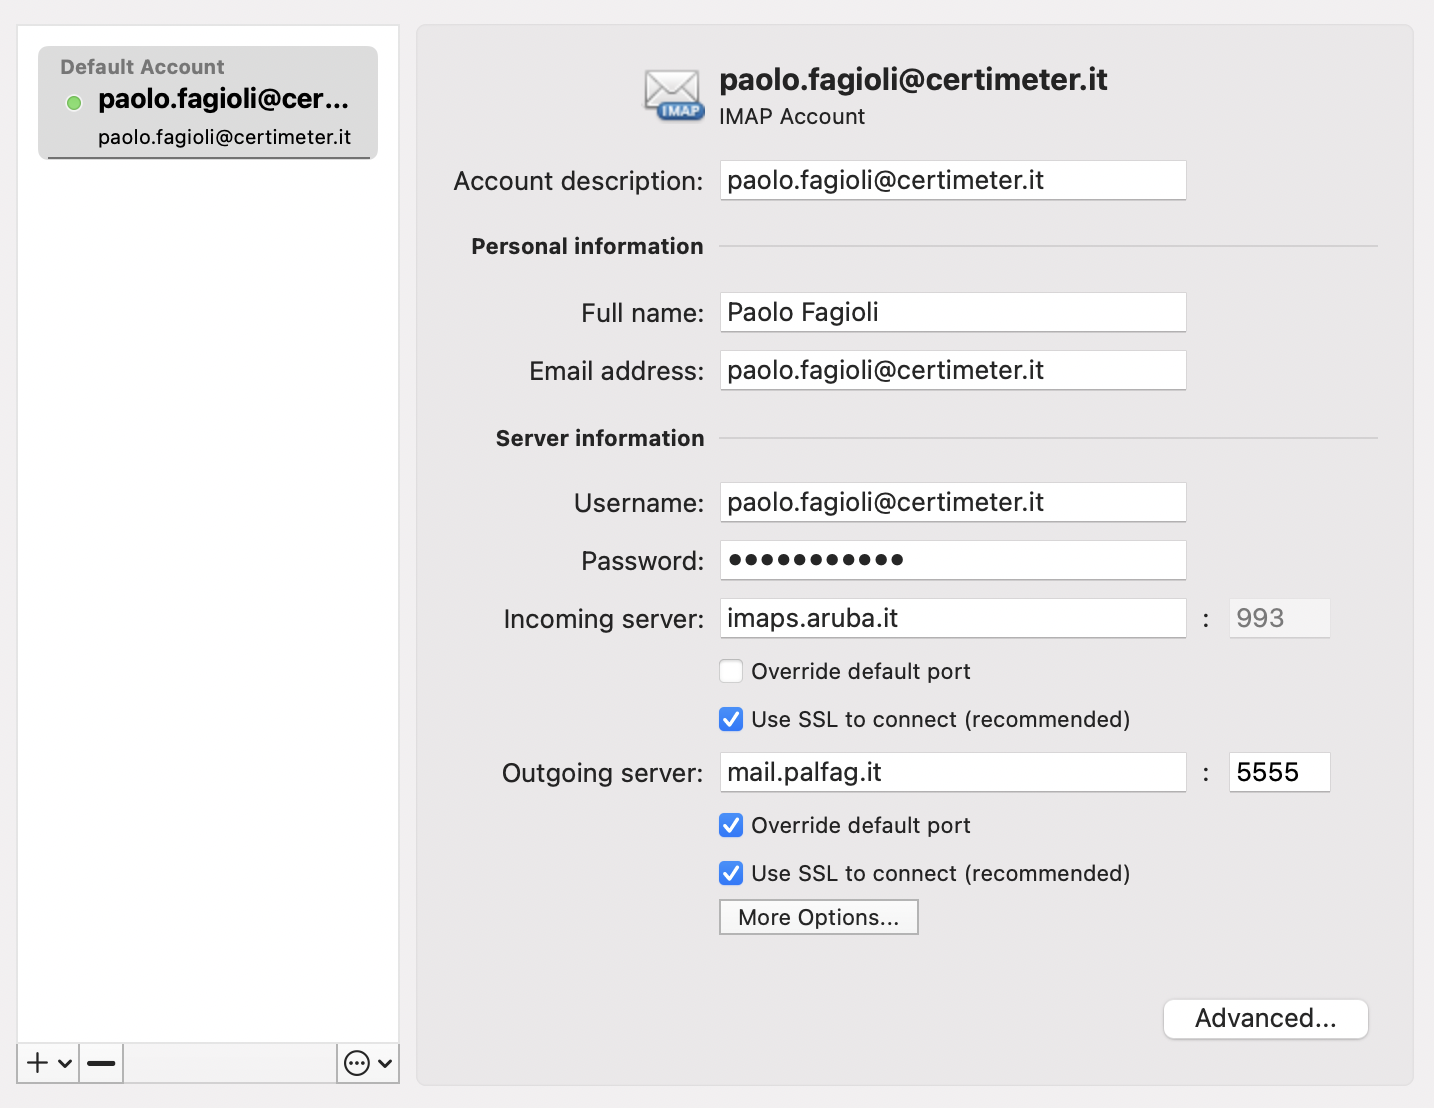 Default Account
paolo.fagioli@cer...
paolo.fagioli@certimeter.it
paolo.fagioli@certimeter.it
IMAP
IMAP Account
Account description: paolo.fagioli@certimeter.it
Personal information
Full name: Paolo Fagioli
Email address: paolo.fagioli@certimeter.it
Server information
Username: paolo.fagioli@certimeter.it
Password: •••••••••••
Incoming server: imaps.aruba.it : 993
Override default port
Use SSL to connect (recommended)
Outgoing server: mail.palfag.it : 5555
Override default port
Use SSL to connect (recommended)
More Options...
Advanced...